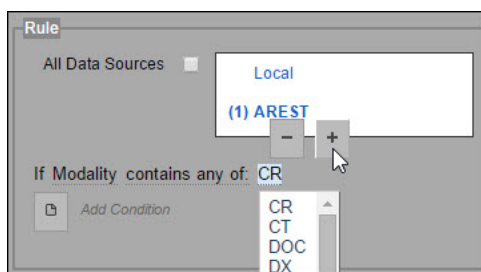 Rule
All Data Sources
Local
(1) AREST
− +
If Modality contains any of: CR
Add Condition
CR
CT
DOC
DX